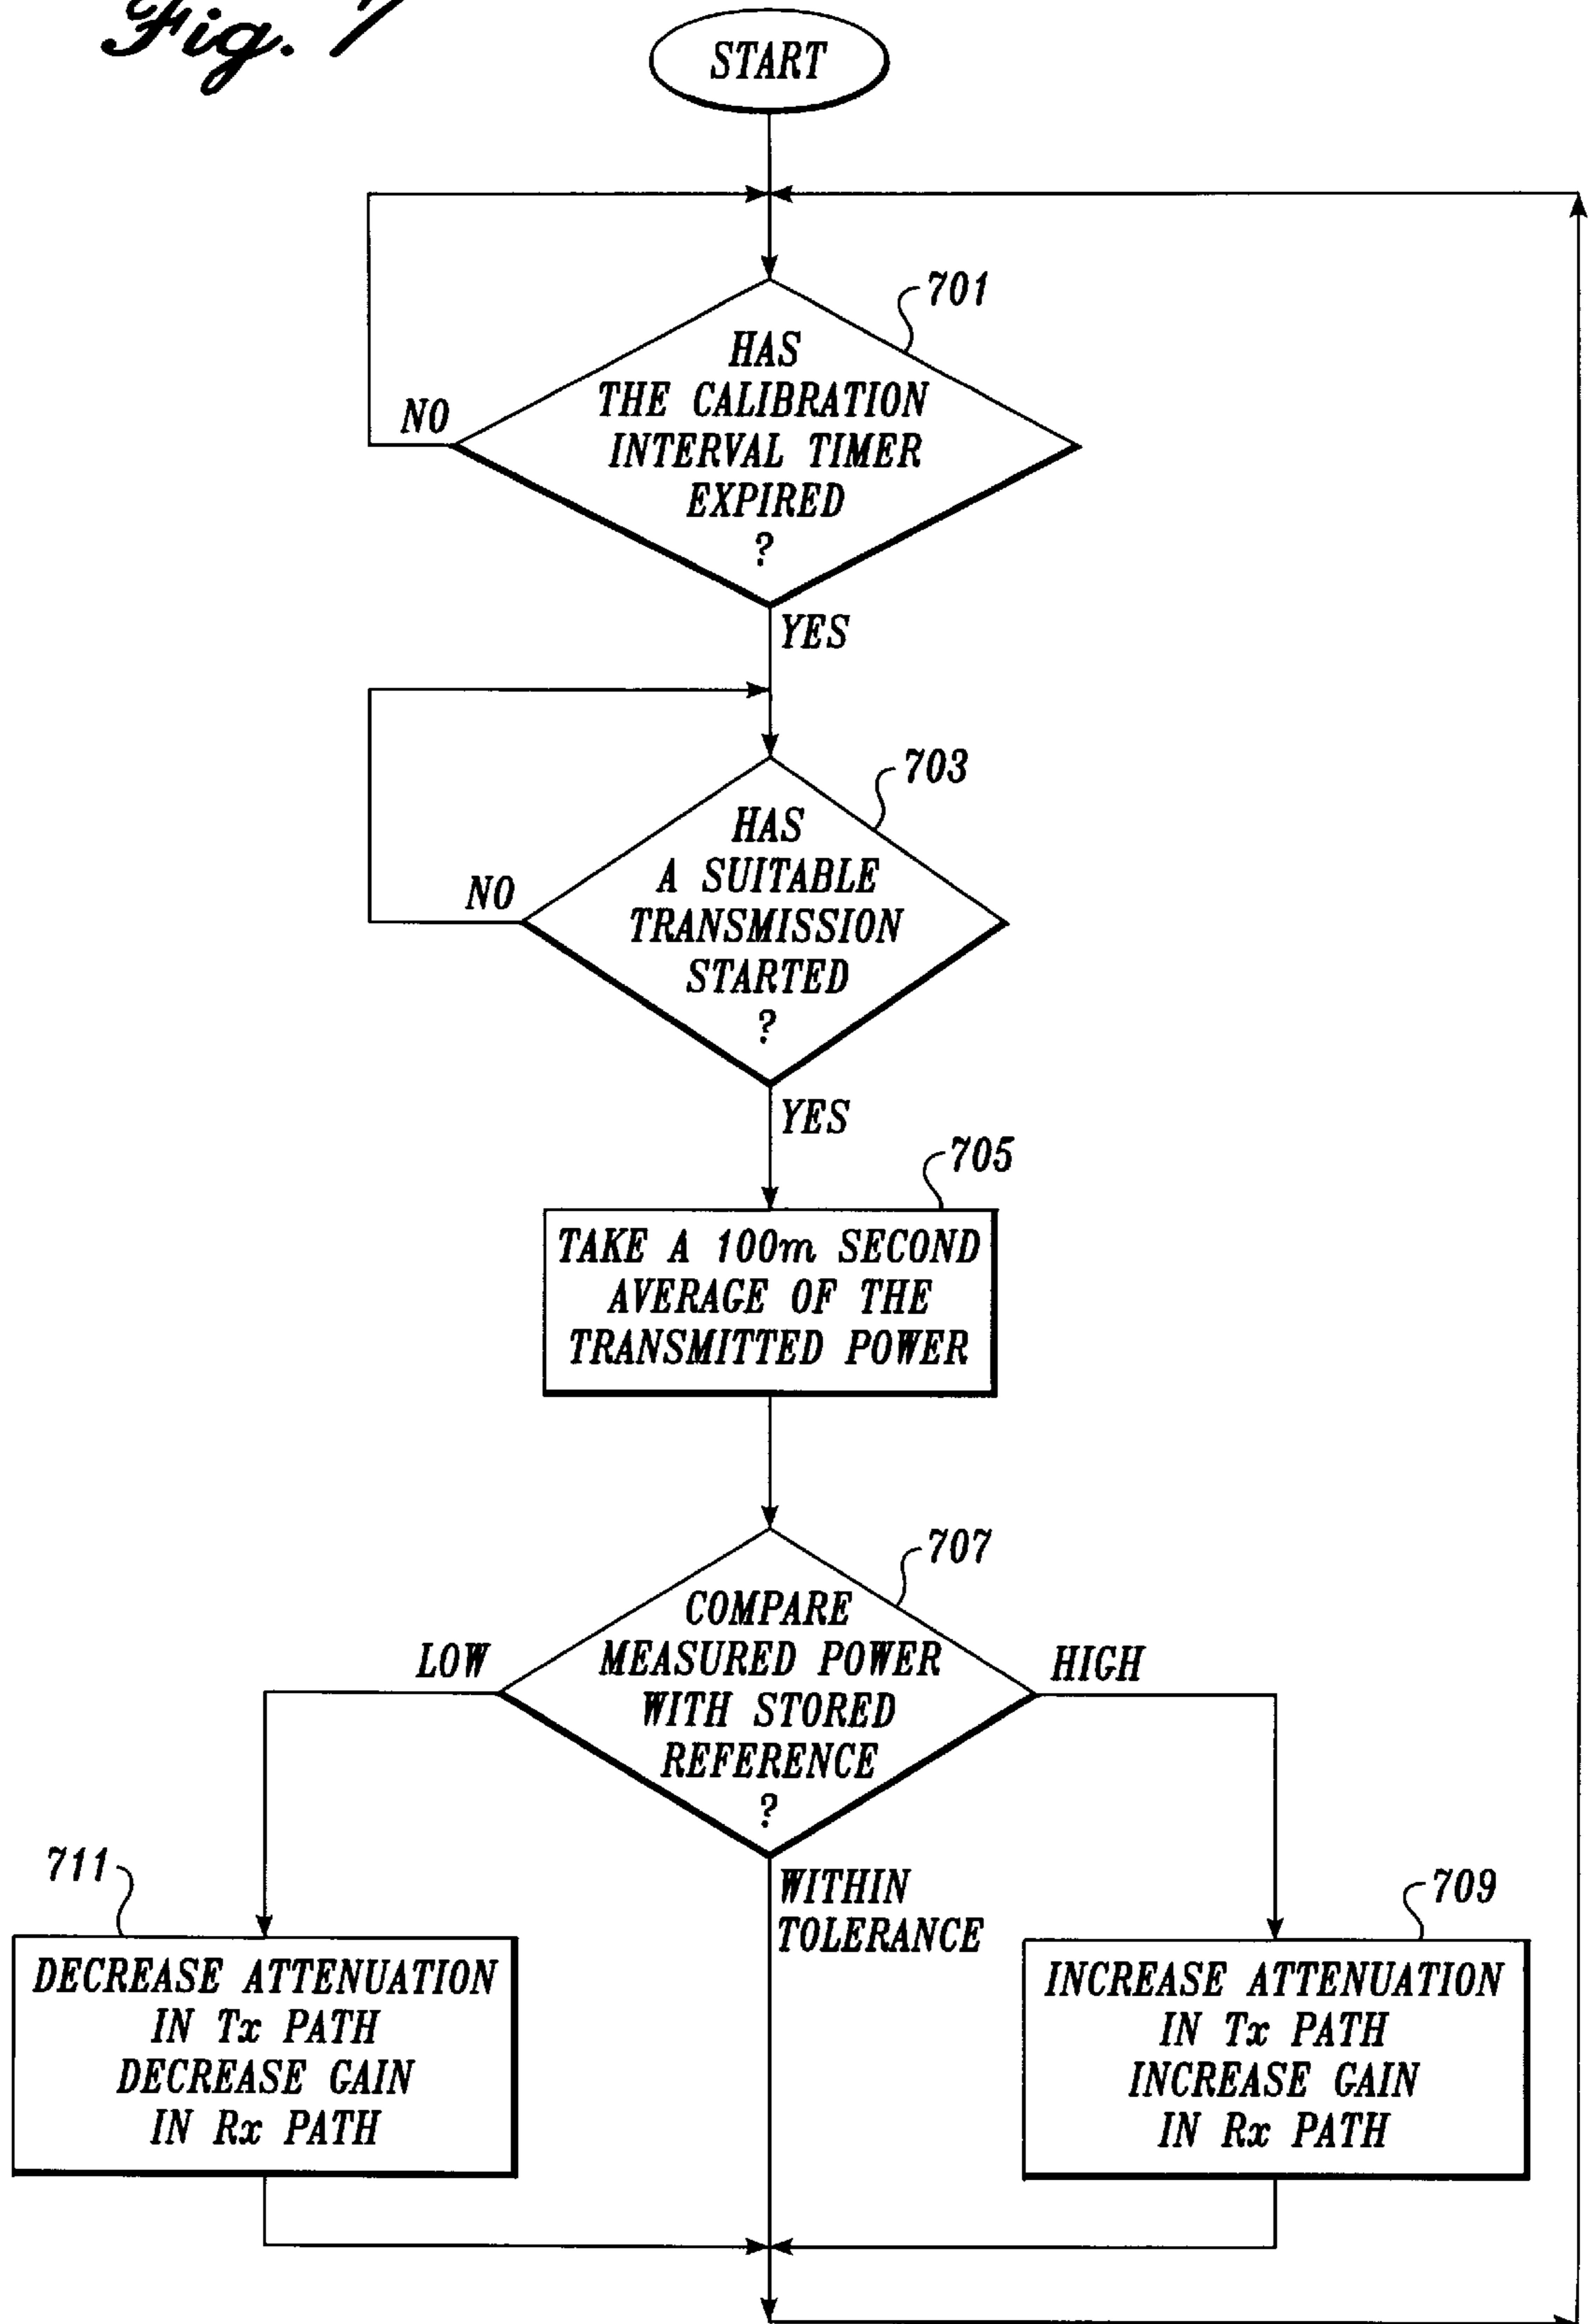 Fig. 7
START
701
HAS
THE CALIBRATION
INTERVAL TIMER
EXPIRED
?
NO
YES
703
HAS
A SUITABLE
TRANSMISSION
STARTED
?
NO
YES
705
TAKE A 100m SECOND
AVERAGE OF THE
TRANSMITTED POWER
707
COMPARE
MEASURED POWER
WITH STORED
REFERENCE
?
LOW
HIGH
WITHIN
TOLERANCE
711
DECREASE ATTENUATION
IN Tx PATH
DECREASE GAIN
IN Rx PATH
709
INCREASE ATTENUATION
IN Tx PATH
INCREASE GAIN
IN Rx PATH